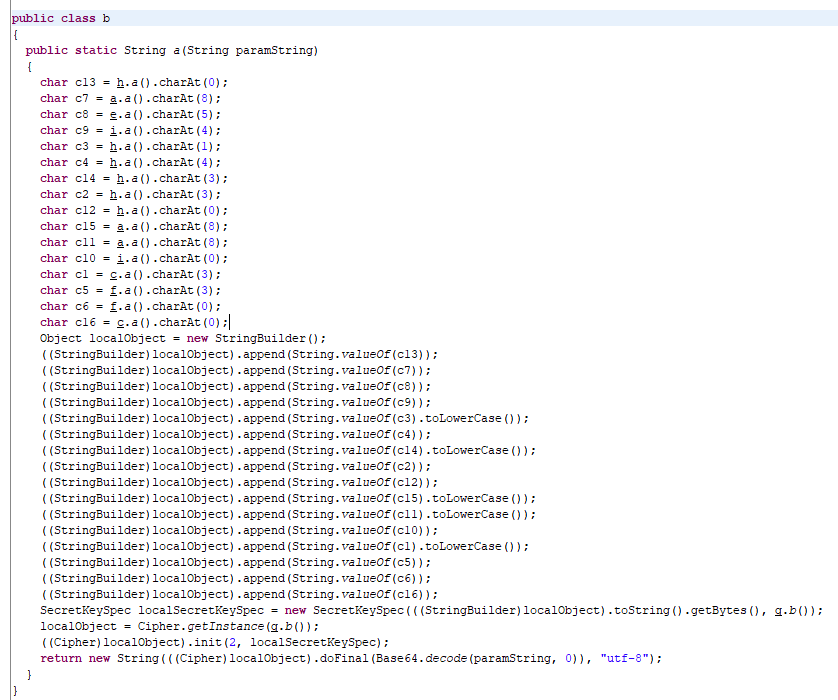 public class b
{
  public static String a(String paramString)
  {
    char c13 = h.a().charAt(0);
    char c7 = a.a().charAt(8);
    char c8 = e.a().charAt(5);
    char c9 = i.a().charAt(4);
    char c3 = h.a().charAt(1);
    char c4 = h.a().charAt(4);
    char c14 = h.a().charAt(3);
    char c2 = h.a().charAt(3);
    char c12 = h.a().charAt(0);
    char c15 = a.a().charAt(8);
    char c11 = a.a().charAt(8);
    char c10 = i.a().charAt(0);
    char c1 = c.a().charAt(3);
    char c5 = f.a().charAt(3);
    char c6 = f.a().charAt(0);
    char c16 = c.a().charAt(0);
    Object localObject = new StringBuilder();
    ((StringBuilder)localObject).append(String.valueOf(c13));
    ((StringBuilder)localObject).append(String.valueOf(c7));
    ((StringBuilder)localObject).append(String.valueOf(c8));
    ((StringBuilder)localObject).append(String.valueOf(c9));
    ((StringBuilder)localObject).append(String.valueOf(c3).toLowerCase());
    ((StringBuilder)localObject).append(String.valueOf(c4));
    ((StringBuilder)localObject).append(String.valueOf(c14).toLowerCase());
    ((StringBuilder)localObject).append(String.valueOf(c2));
    ((StringBuilder)localObject).append(String.valueOf(c12));
    ((StringBuilder)localObject).append(String.valueOf(c15).toLowerCase());
    ((StringBuilder)localObject).append(String.valueOf(c11).toLowerCase());
    ((StringBuilder)localObject).append(String.valueOf(c10));
    ((StringBuilder)localObject).append(String.valueOf(c1).toLowerCase());
    ((StringBuilder)localObject).append(String.valueOf(c5));
    ((StringBuilder)localObject).append(String.valueOf(c6));
    ((StringBuilder)localObject).append(String.valueOf(c16));
    SecretKeySpec localSecretKeySpec = new SecretKeySpec(((StringBuilder)localObject).toString().getBytes(), g.b());
    localObject = Cipher.getInstance(g.b());
    ((Cipher)localObject).init(2, localSecretKeySpec);
    return new String(((Cipher)localObject).doFinal(Base64.decode(paramString, 0)), "utf-8");
  }
}